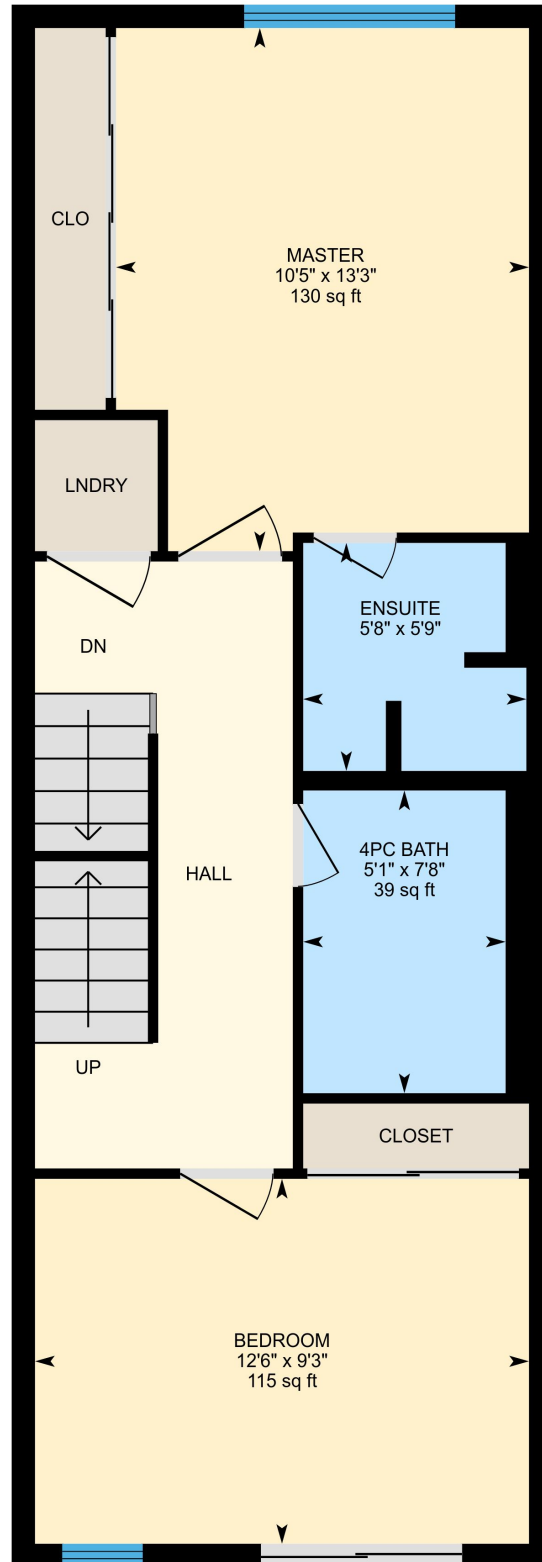 CLO
MASTER
10'5" x 13'3"
130 sq ft
LNDRY
ENSUITE
5'8" x 5'9"
DN
HALL
4PC BATH
5'1" x 7'8"
39 sq ft
UP
CLOSET
BEDROOM
12'6" x 9'3"
115 sq ft